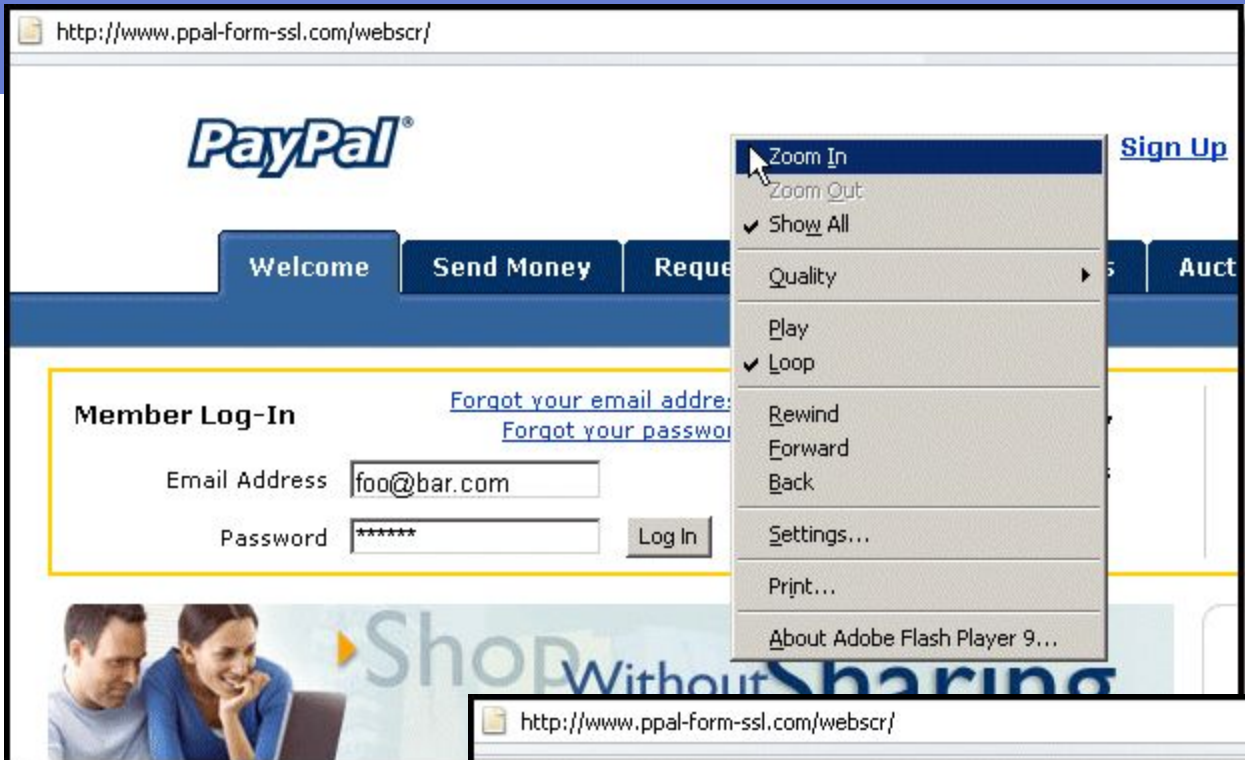 http://www.ppal-form-ssl.com/webscr/
PayPal®
Sign Up
Welcome
Send Money
Reque
s
Auct
Zoom In
Zoom Out
Show All
Quality
Play
Loop
Rewind
Forward
Back
Settings...
Print...
About Adobe Flash Player 9...
Member Log-In
Forgot your email addre
Forgot your passwo
Email Address
foo@bar.com
Password
******
Log In
Shop
Without Sharing
http://www.ppal-form-ssl.com/webscr/